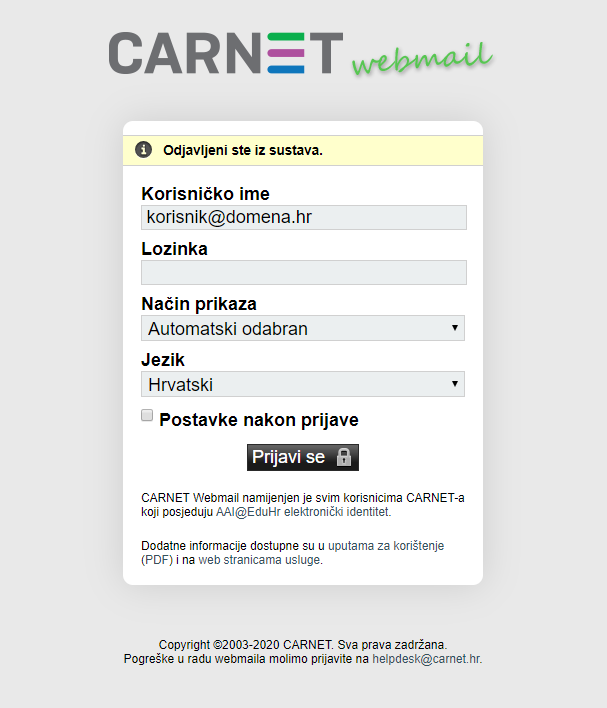 CARNET webmail
Odjavljeni ste iz sustava.
Korisničko ime
korisnik@domena.hr
Lozinka
Način prikaza
Automatski odabran
Jezik
Hrvatski
Postavke nakon prijave
Prijavi se
CARNET Webmail namijenjen je svim korisnicima CARNET-a
koji posjeduju AAI@EduHr elektronički identitet.
Dodatne informacije dostupne su u uputama za korištenje
(PDF) i na web stranicama usluge.
Copyright ©2003-2020 CARNET. Sva prava zadržana.
Pogreške u radu webmaila molimo prijavite na helpdesk@carnet.hr.